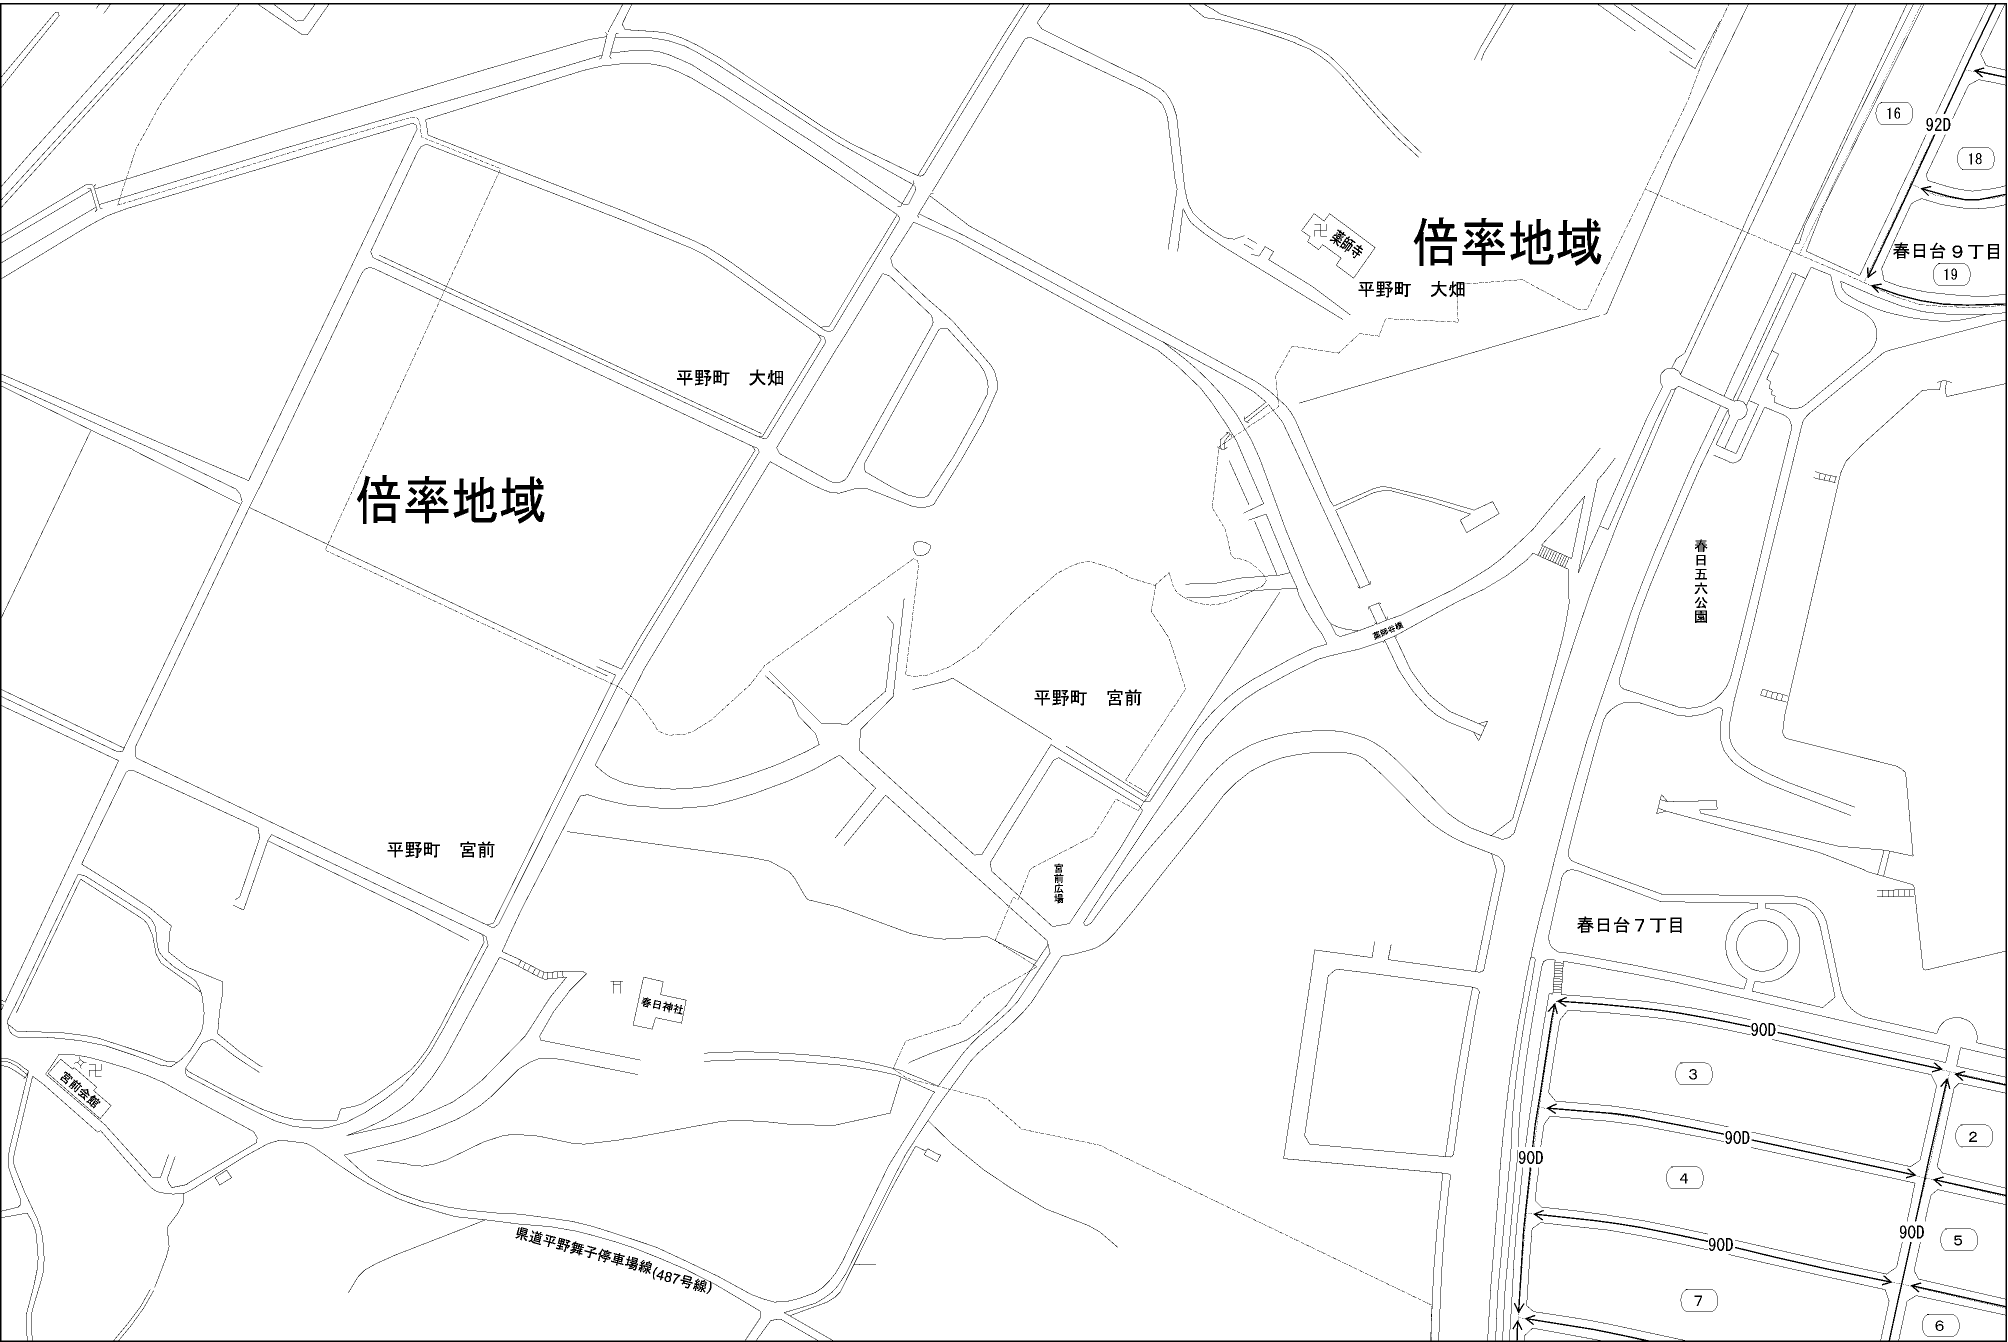 16
92D
18
倍率地域
薬師寺
平野町　大畑
春日台９丁目
19
平野町　大畑
倍率地域
春日五六公園
薬師谷橋
平野町　宮前
平野町　宮前
宮前広場
春日台７丁目
春日神社
90D
宮前会館
3
90D
2
90D
4
90D
5
90D
県道平野舞子停車場線(487号線)
7
6